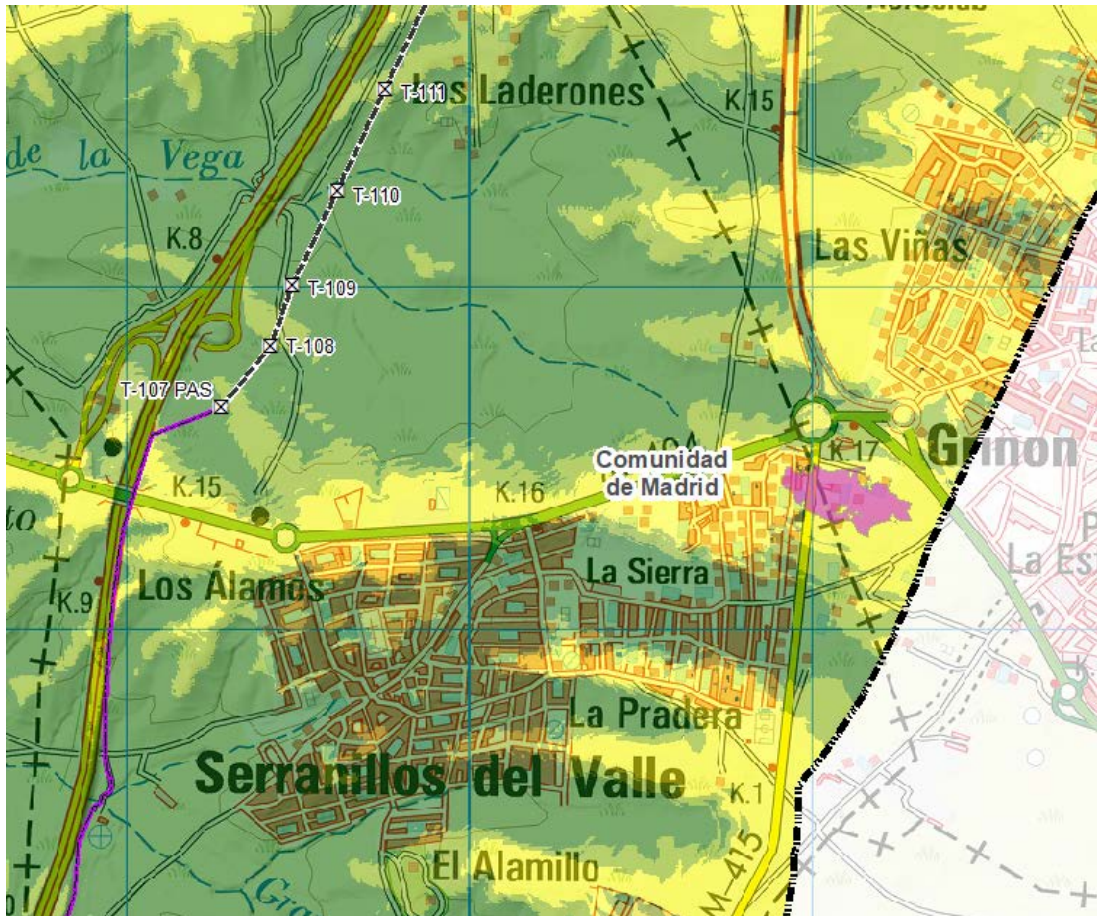 T-111
Los Laderones
K.15
de la Vega
T-110
K.8
Las Viñas
T-109
T-108
T-107 PAS
Griñon
K.17
Comunidad
de Madrid
K.15
K.16
La Sierra
Los Álamos
K.9
La Pradera
Serranillos del Valle
K.1
El Alamillo
M-415